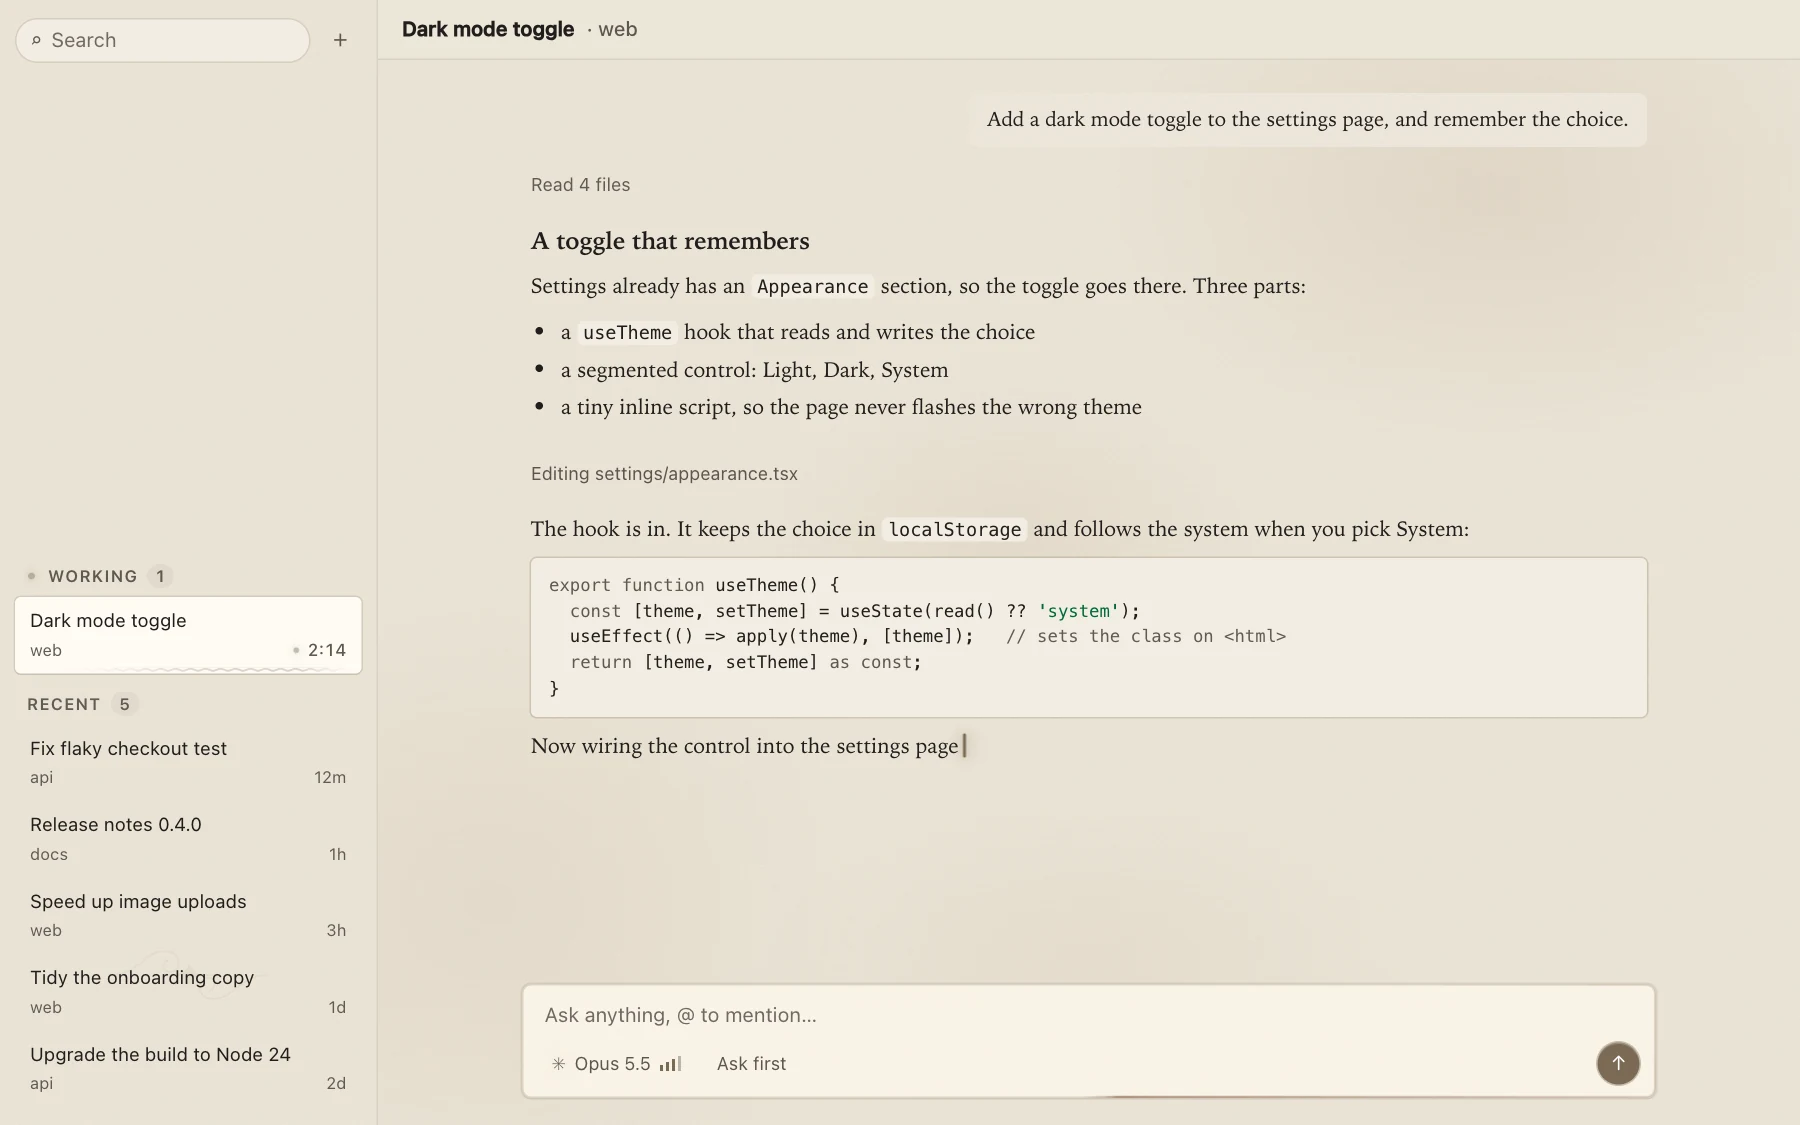 Search
+
Dark mode toggle · web
Add a dark mode toggle to the settings page, and remember the choice.
Read 4 files
A toggle that remembers
Settings already has an Appearance section, so the toggle goes there. Three parts:
• a useTheme hook that reads and writes the choice
• a segmented control: Light, Dark, System
• a tiny inline script, so the page never flashes the wrong theme
Editing settings/appearance.tsx
The hook is in. It keeps the choice in localStorage and follows the system when you pick System:
export function useTheme() {
  const [theme, setTheme] = useState(read() ?? 'system');
  useEffect(() => apply(theme), [theme]);   // sets the class on <html>
  return [theme, setTheme] as const;
}
Now wiring the control into the settings page
WORKING 1
Dark mode toggle
web 2:14
RECENT 5
Fix flaky checkout test
api 12m
Release notes 0.4.0
docs 1h
Speed up image uploads
web 3h
Tidy the onboarding copy
web 1d
Upgrade the build to Node 24
api 2d
Ask anything, @ to mention...
Opus 5.5 Ask first